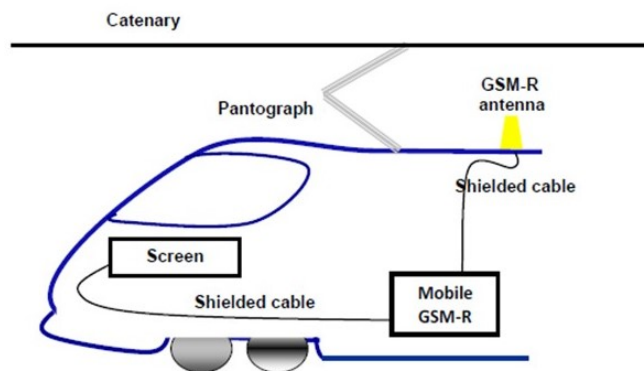 Catenary
GSM-R
antenna
Pantograph
Shielded cable
Screen
Shielded cable
Mobile
GSM-R